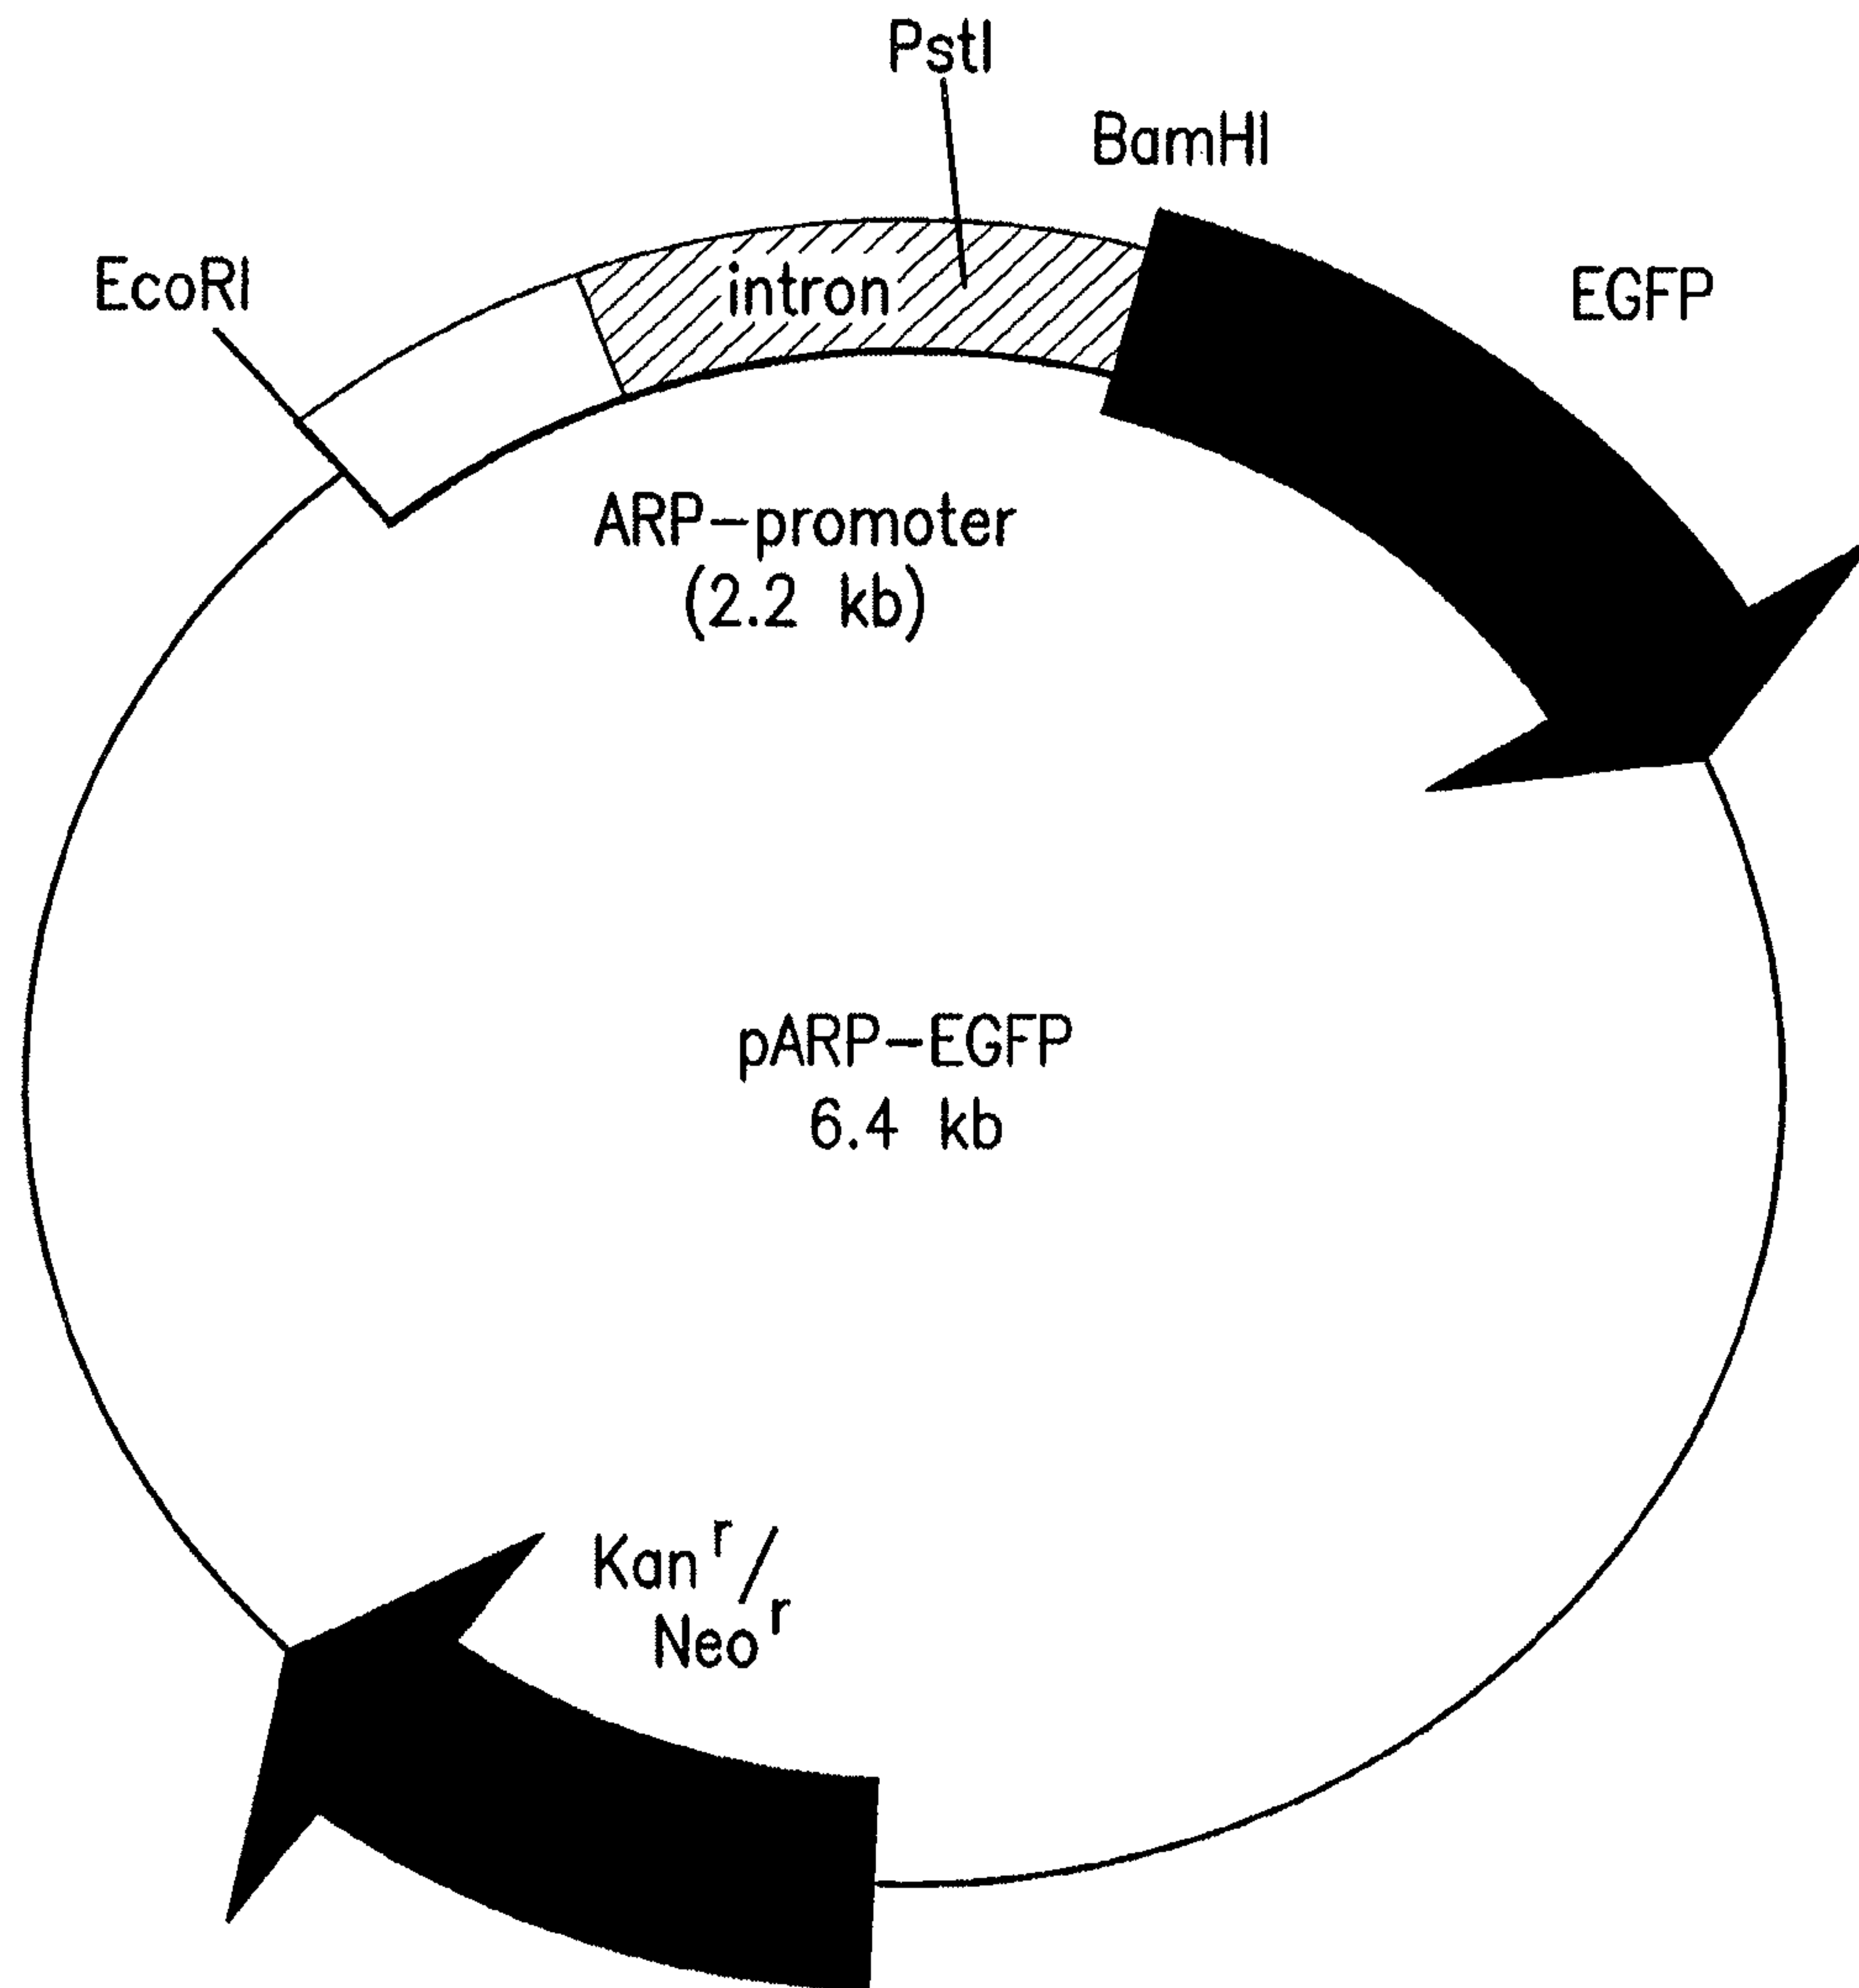 PstI
BamHI
EcoRI
intron
EGFP
ARP-promoter
(2.2 kb)
pARP-EGFP
6.4 kb
Kan r/
Neo r